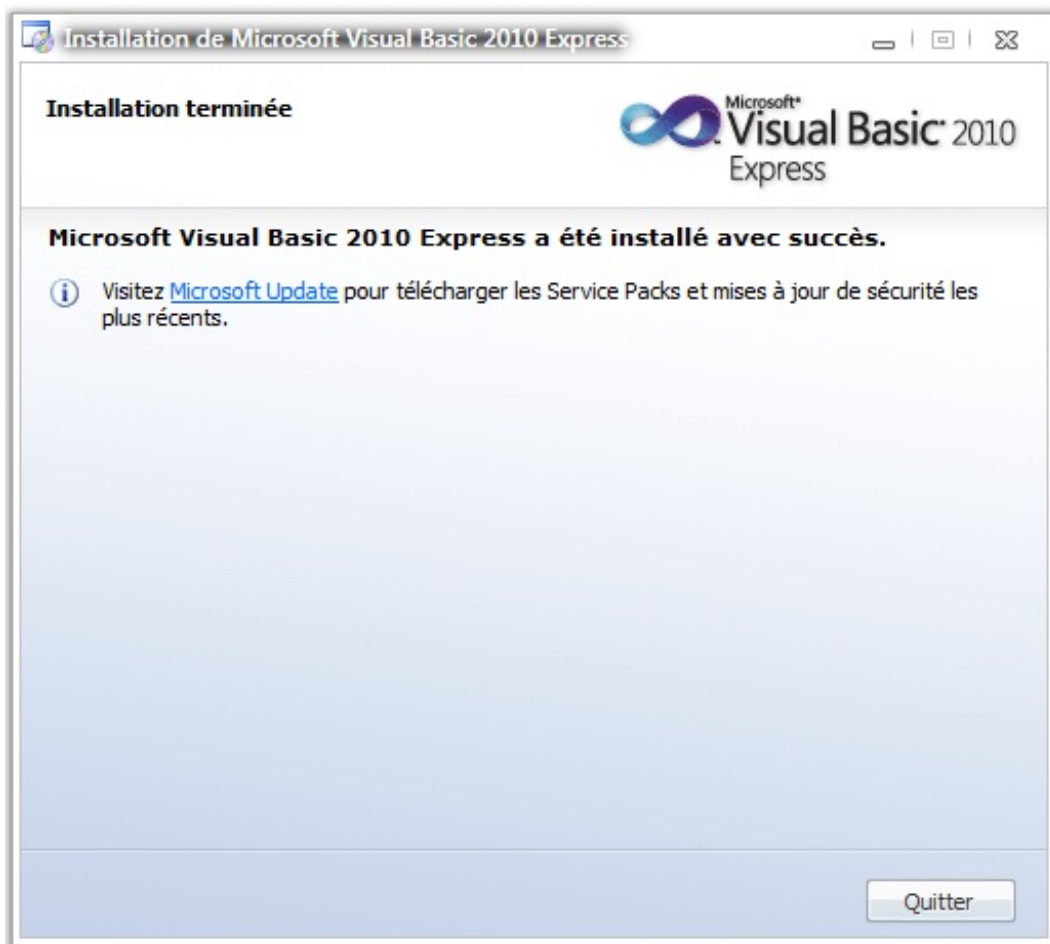 Installation de Microsoft Visual Basic 2010 Express
Installation terminée
Microsoft®
Visual Basic® 2010
Express
Microsoft Visual Basic 2010 Express a été installé avec succès.
Visitez Microsoft Update pour télécharger les Service Packs et mises à jour de sécurité les
plus récents.
Quitter